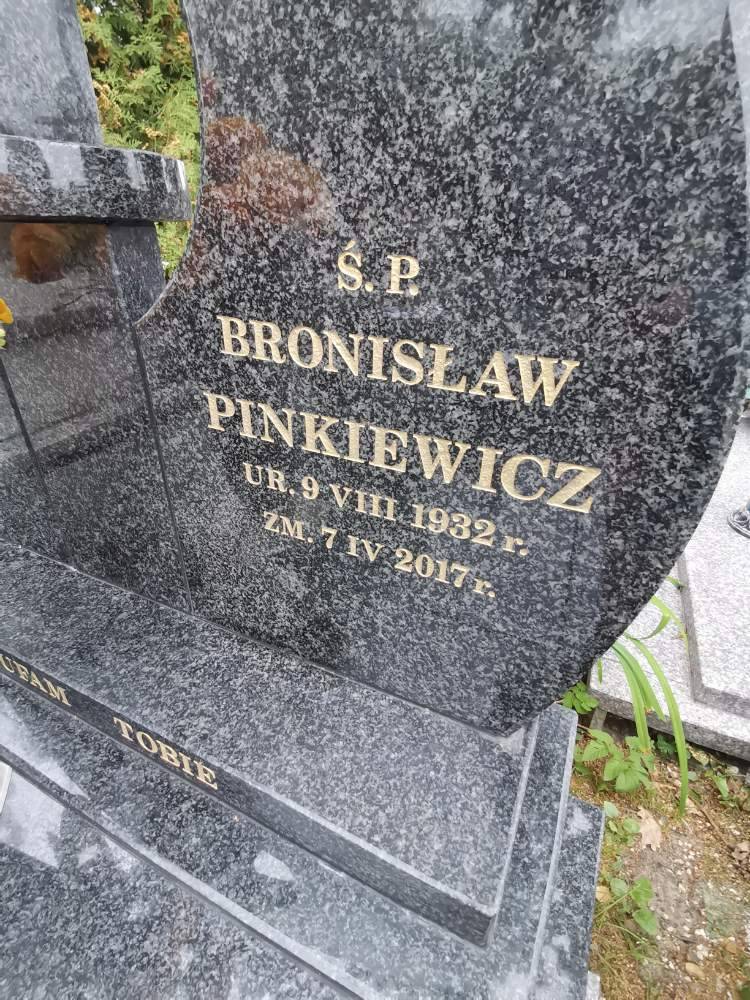 Ś. P.
BRONISŁAW
PINKIEWICZ
UR. 9 VIII 1932 r.
ZM. 7 IV 2017 r.
UFAM TOBIE